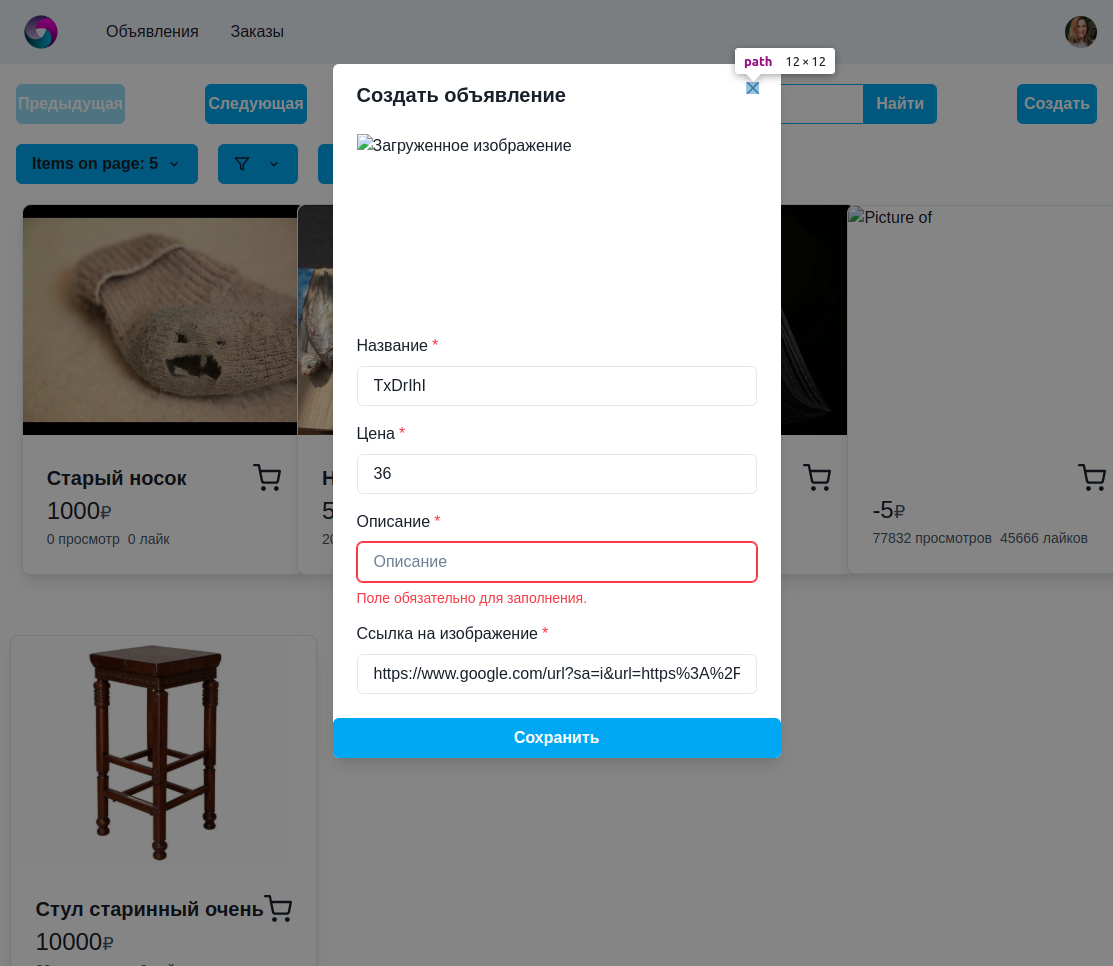 Объявления Заказы
path 12 × 12
Создать объявление
Предыдущая Следующая Найти Создать
Загруженное изображение
Items on page: 5
Picture of
Название *
TxDrIhI
Цена *
36
Старый носок Н
1000₽ 5 -5₽
0 просмотр 0 лайк 20 77832 просмотров 45666 лайков
Описание *
Описание
Поле обязательно для заполнения.
Ссылка на изображение *
https://www.google.com/url?sa=i&url=https%3A%2F
Сохранить
Стул старинный очень
10000₽